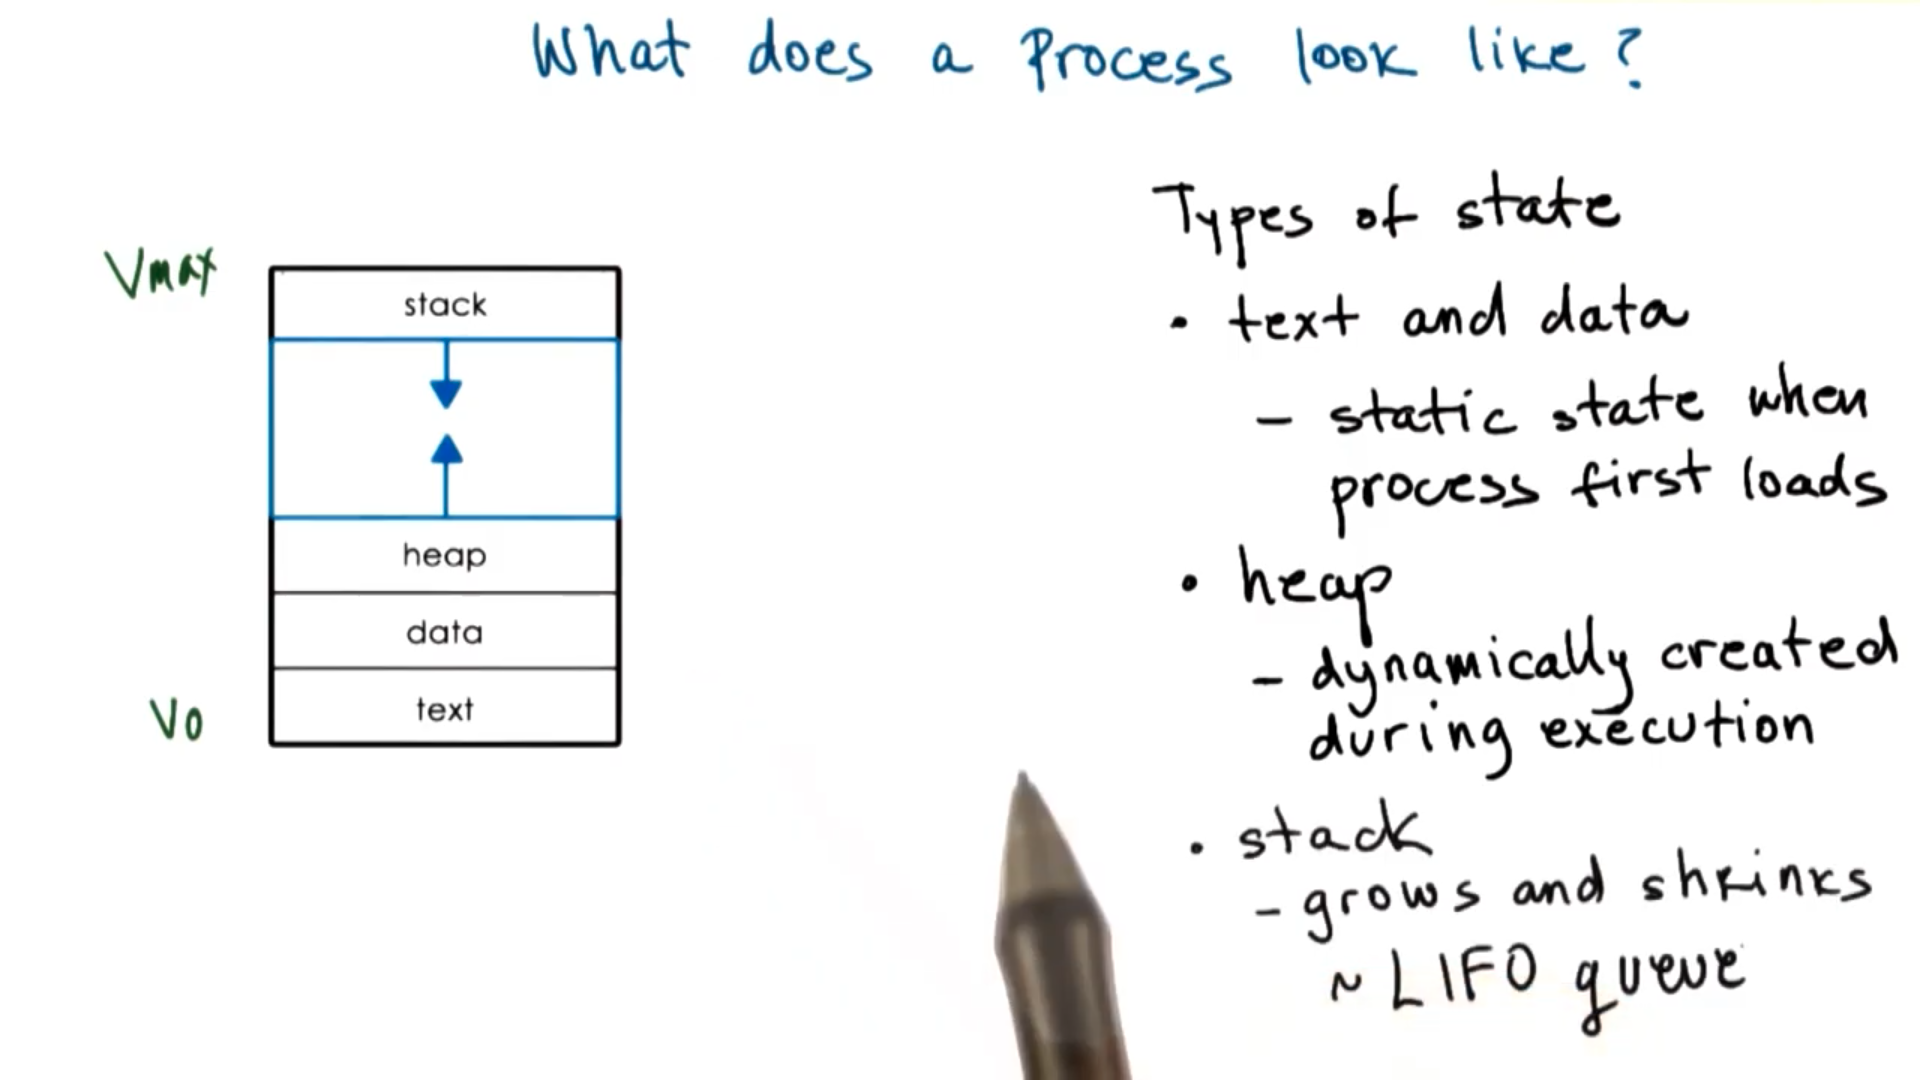 What does a Process look like?
Vmax
stack
heap
data
text
V0
Types of state
• text and data
- static state when
process first loads
• heap
- dynamically created
during execution
• stack
- grows and shrinks
~ LIFO queue